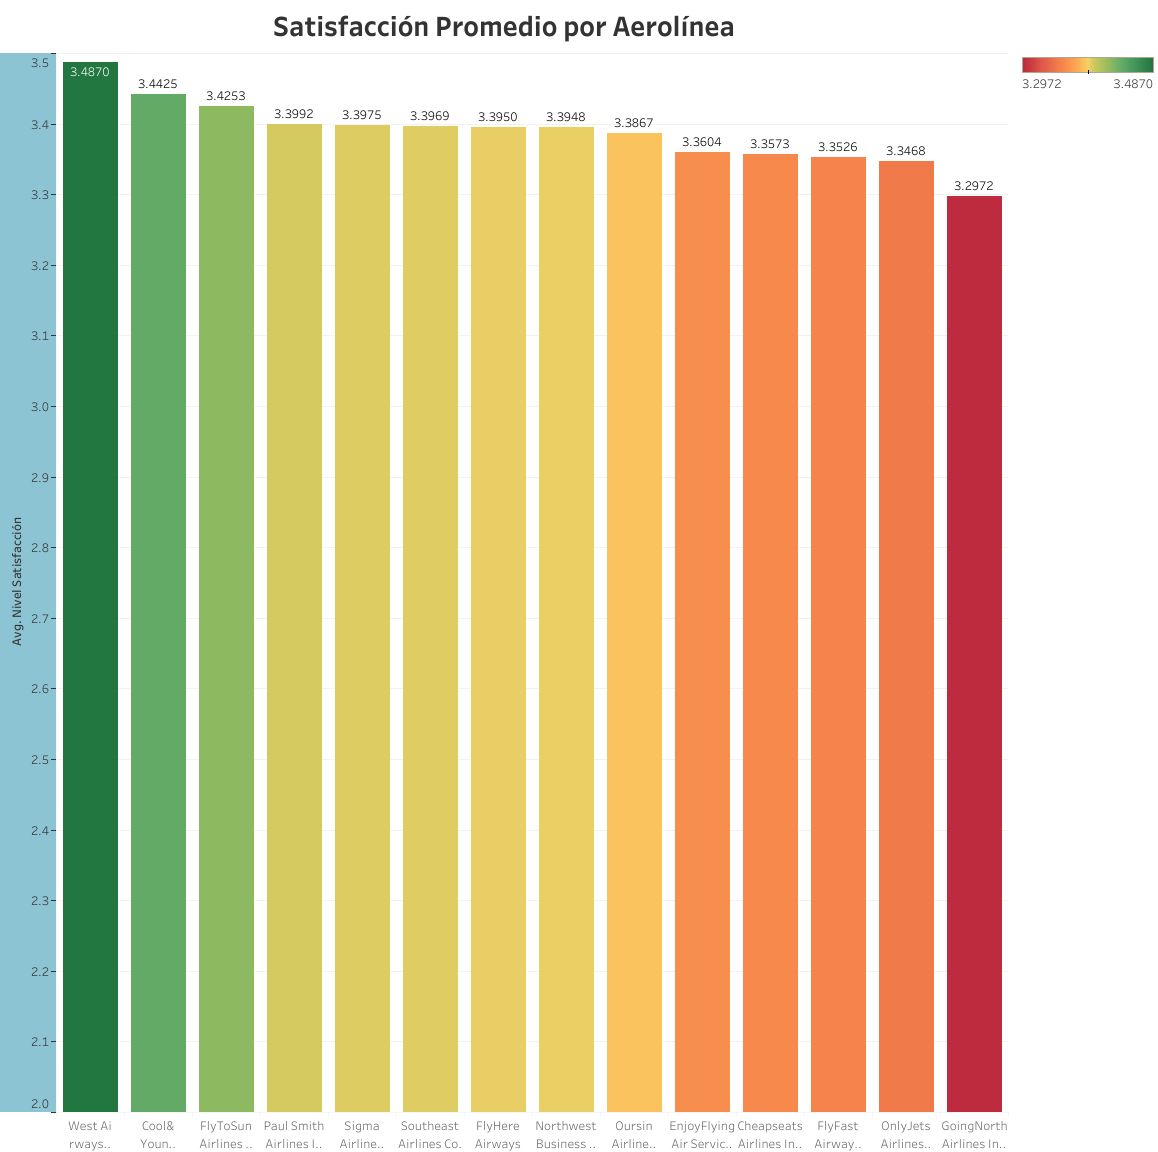 Satisfacción Promedio por Aerolínea
3.2972 3.4870
Avg. Nivel Satisfacción
3.5
3.4
3.3
3.2
3.1
3.0
2.9
2.8
2.7
2.6
2.5
2.4
2.3
2.2
2.1
2.0
3.4870
3.4425
3.4253
3.3992
3.3975
3.3969
3.3950
3.3948
3.3867
3.3604
3.3573
3.3526
3.3468
3.2972
West Ai
rways..
Cool&
Youn..
FlyToSun
Airlines ..
Paul Smith
Airlines I..
Sigma
Airline..
Southeast
Airlines Co.
FlyHere
Airways
Northwest
Business ..
Oursin
Airline..
EnjoyFlying
Air Servic..
Cheapseats
Airlines In..
FlyFast
Airway..
OnlyJets
Airlines..
GoingNorth
Airlines In..